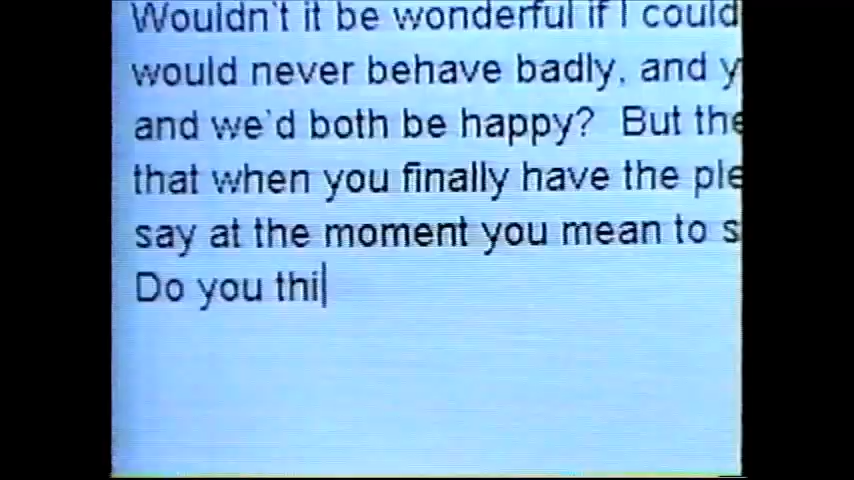 Wouldn't it be wonderful if I could
would never behave badly, and y
and we'd both be happy?  But the
that when you finally have the ple
say at the moment you mean to s
Do you thi